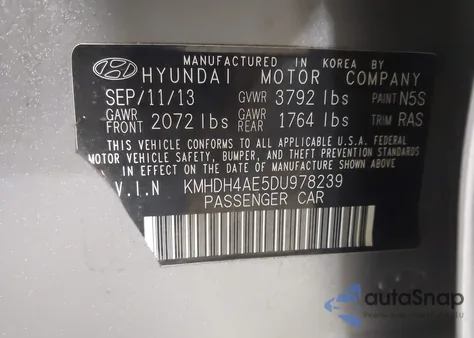 MANUFACTURED IN KOREA BY
HYUNDAI MOTOR COMPANY
SEP/11/13 GVWR 3792 lbs PAINT N5S
GAWR FRONT 2072 lbs GAWR REAR 1764 lbs TRIM RAS
THIS VEHICLE CONFORMS TO ALL APPLICABLE U.S.A. FEDERAL
MOTOR VEHICLE SAFETY, BUMPER, AND THEFT PREVENTION
STANDARDS IN EFFECT ON THE DATE OF MANUFACTURE SHOWN ABOVE.
V.I.N KMHDH4AE5DU978239
PASSENGER CAR
autoSnap